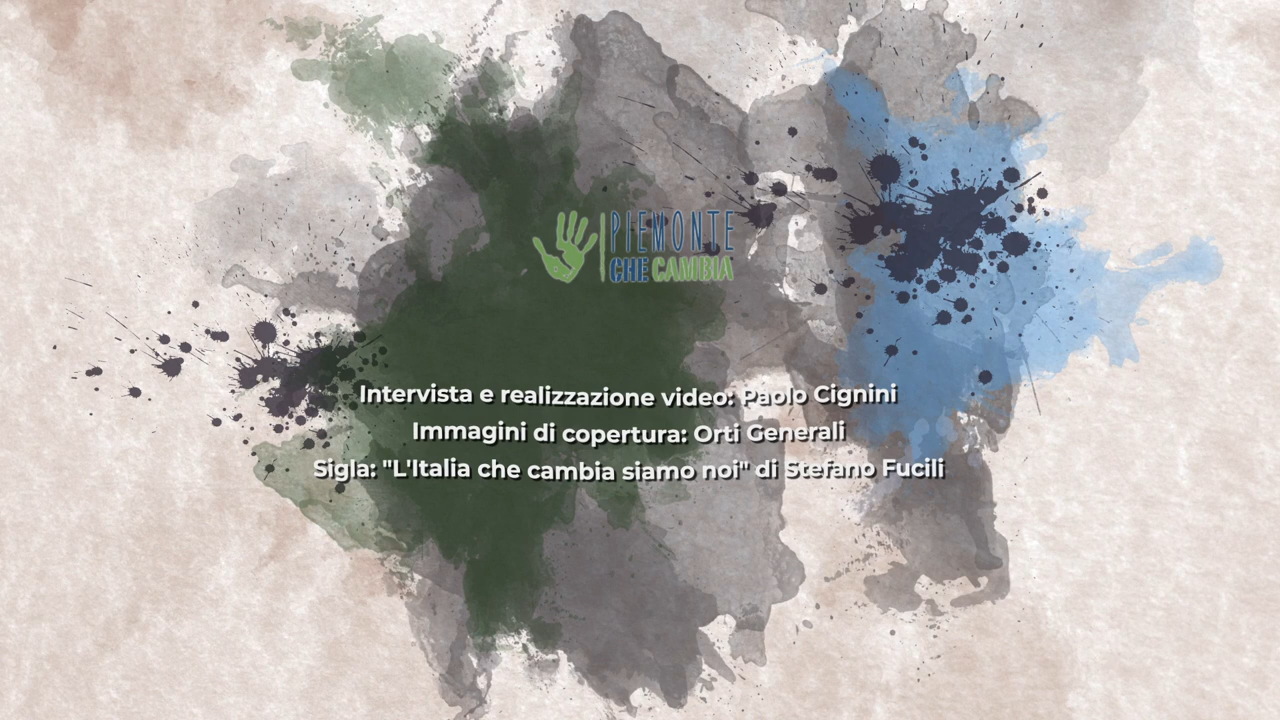 PIEMONTE
CHE CAMBIA
Intervista e realizzazione video: Paolo Cignini
Immagini di copertura: Orti Generali
Sigla: "L'Italia che cambia siamo noi" di Stefano Fucili